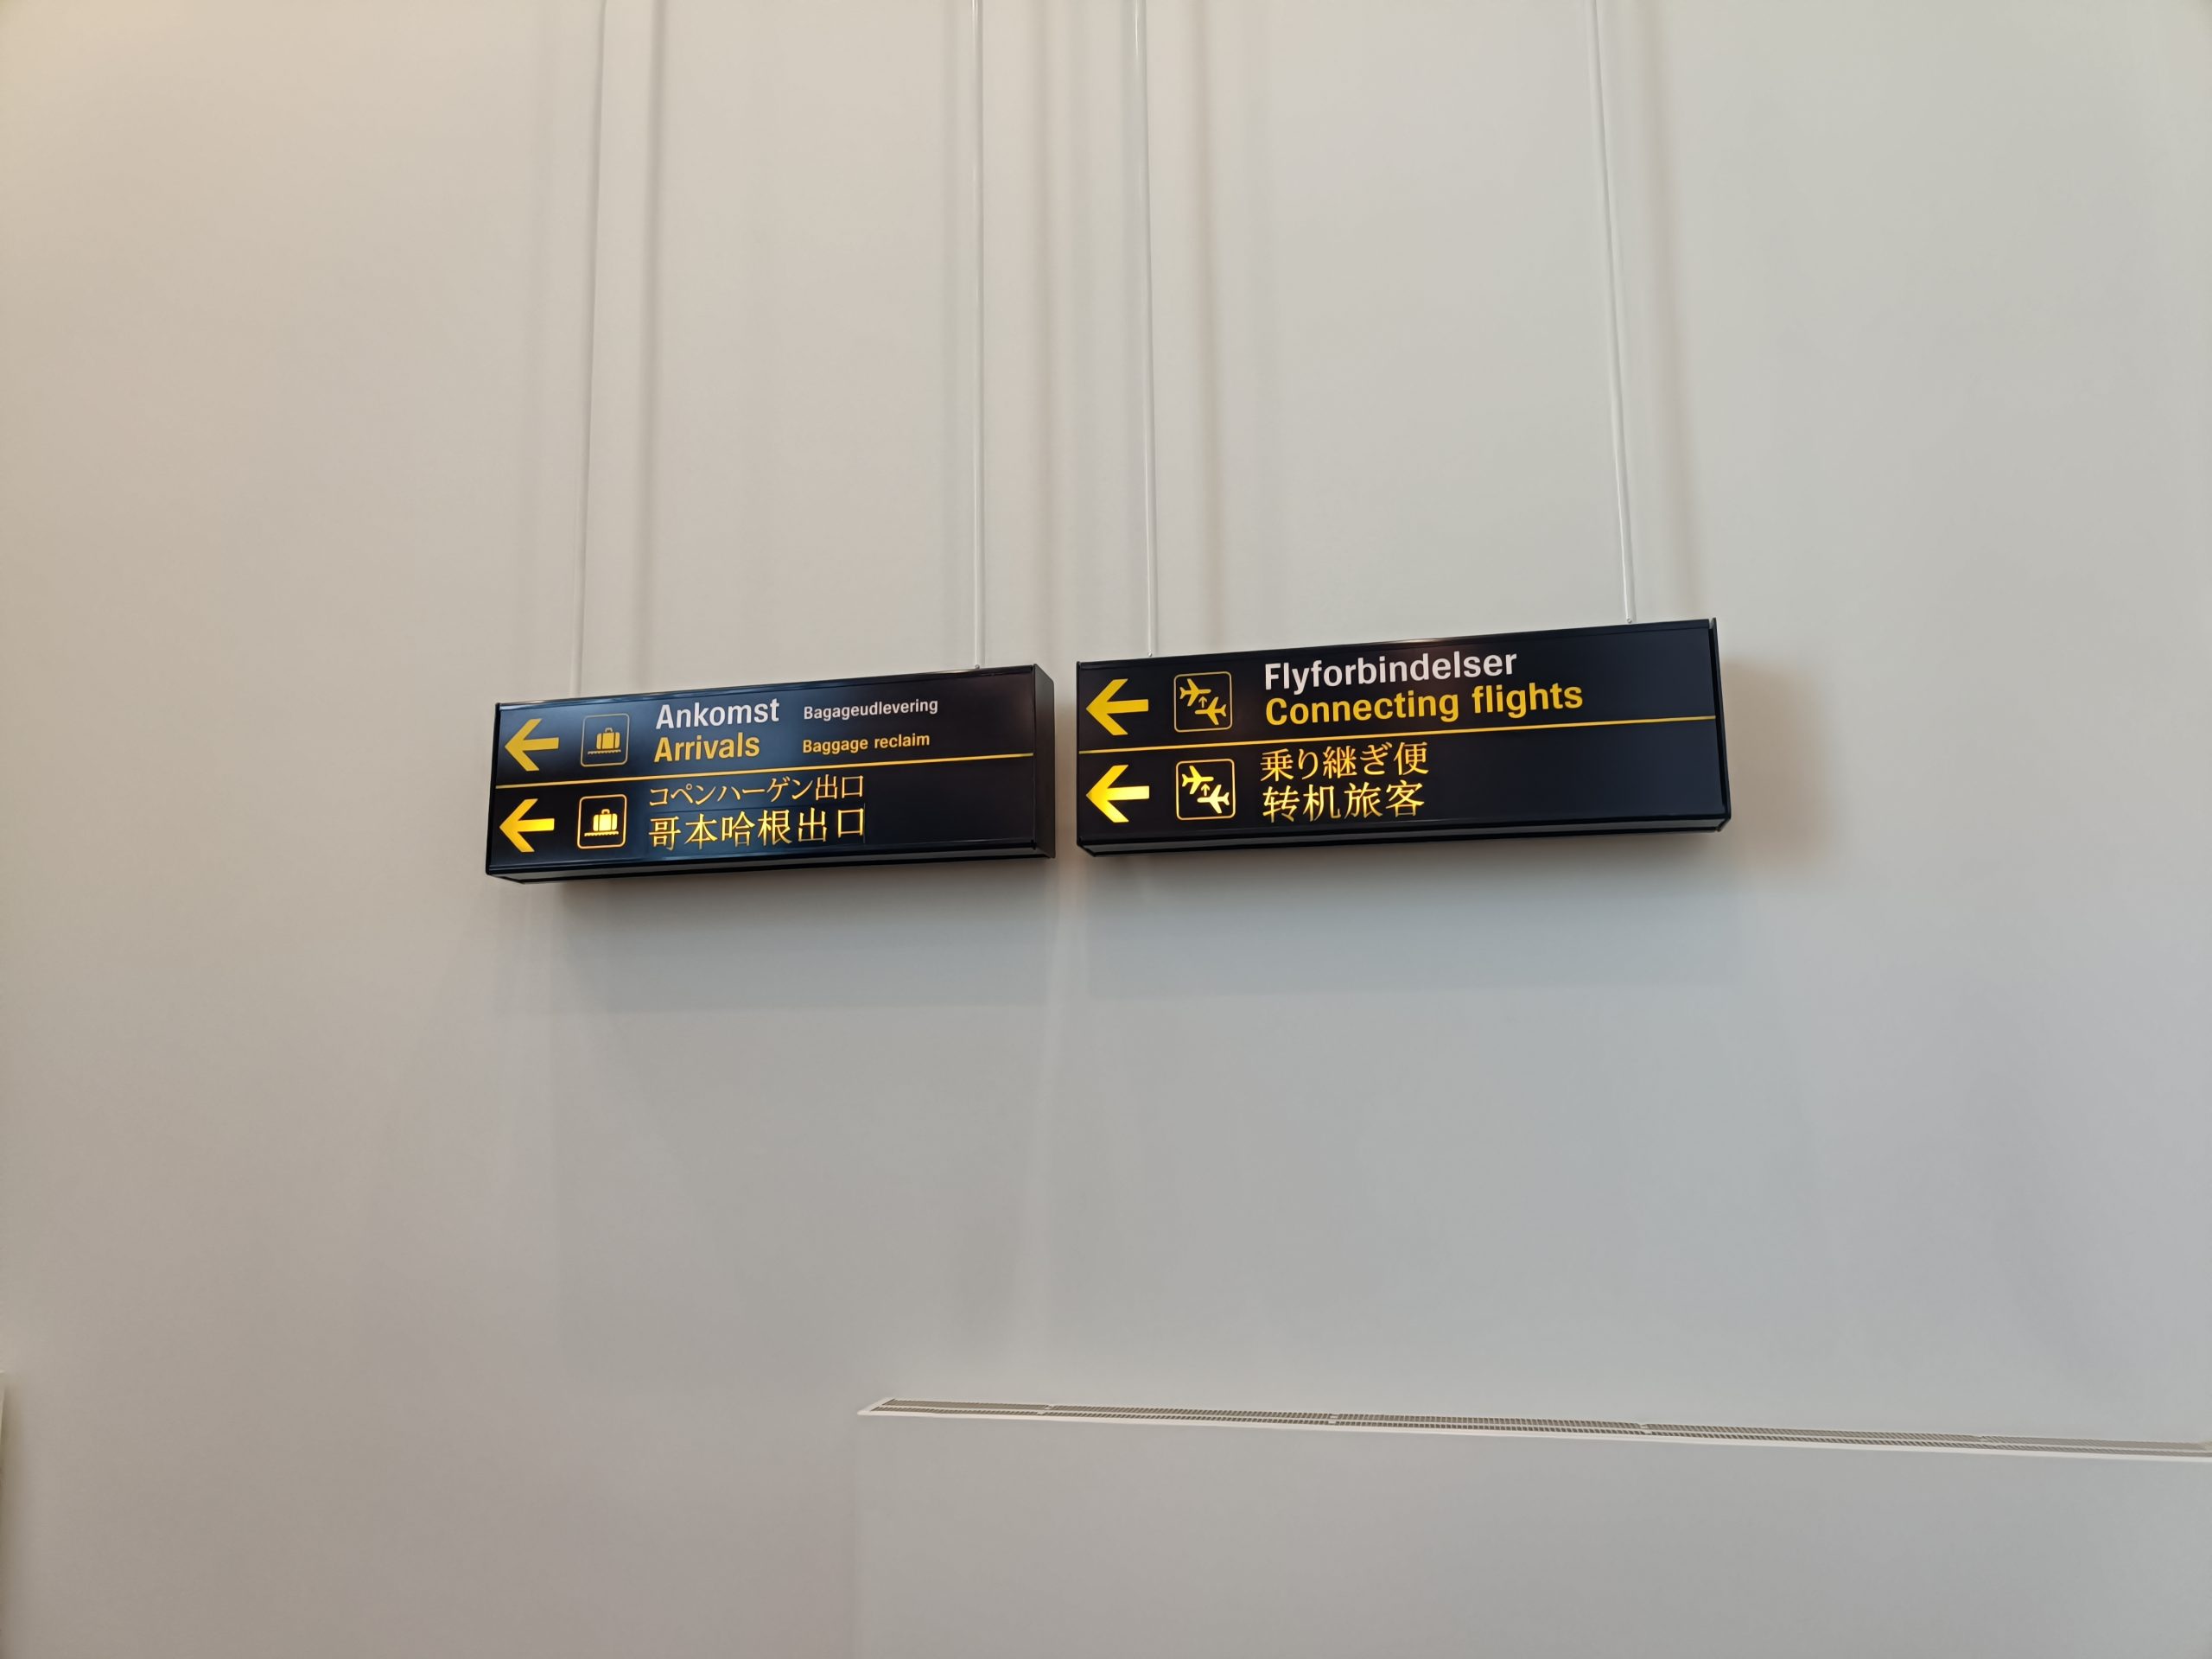 Ankomst Bagageudlevering
Arrivals Baggage reclaim
コペンハーゲン出口
哥本哈根出口
Flyforbindelser
Connecting flights
乗り継ぎ便
转机旅客